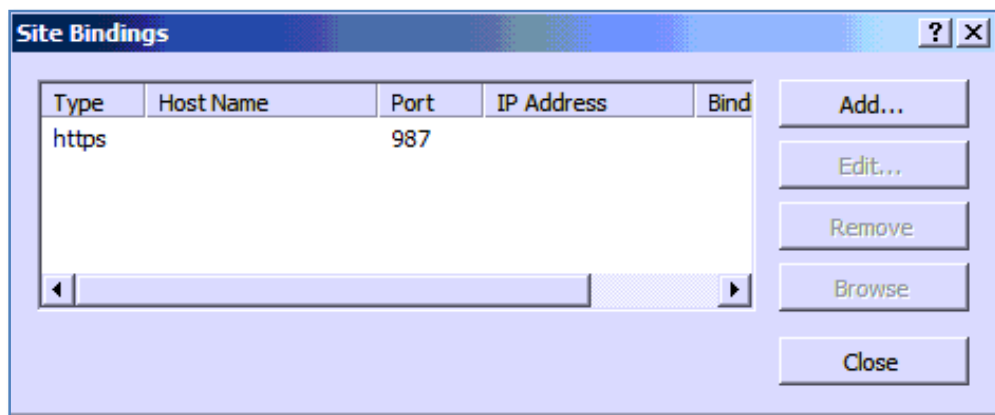 Site Bindings
Type Host Name Port IP Address Bind
https 987
Add...
Edit...
Remove
Browse
Close